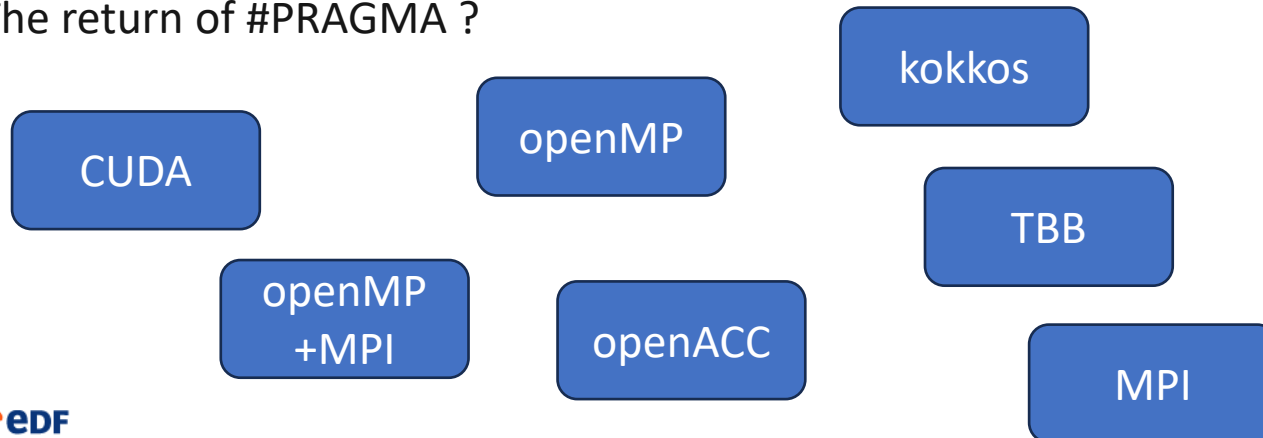 he return of #PRAGMA ?
kokkos
openMP
CUDA
TBB
openMP
+MPI
openACC
MPI
eDF